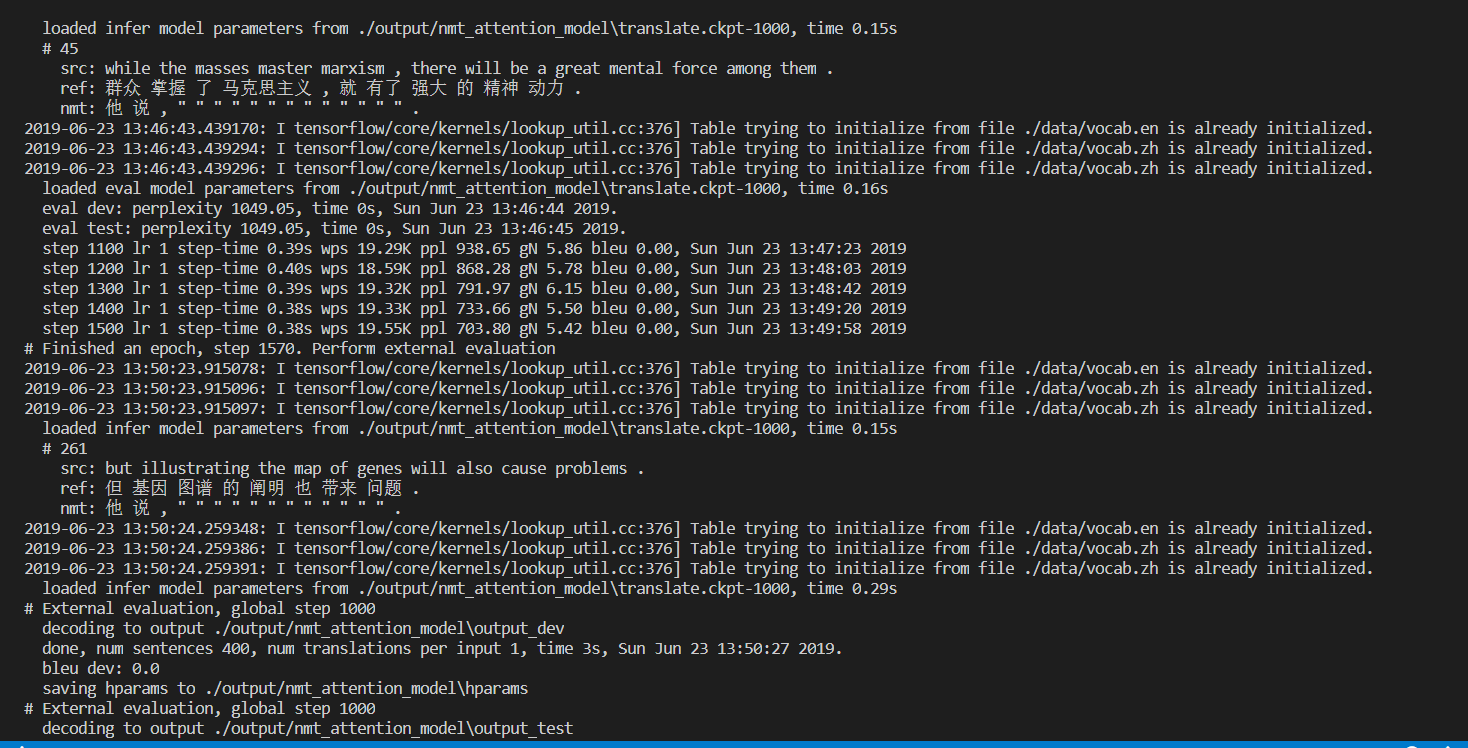 loaded infer model parameters from ./output/nmt_attention_model\translate.ckpt-1000, time 0.15s
# 45
src: while the masses master marxism , there will be a great mental force among them .
ref: 群众 掌握 了 马克思主义 , 就 有了 强大 的 精神 动力 .
nmt: 他 说 , " " " " " " " " " " " " " .
2019-06-23 13:46:43.439170: I tensorflow/core/kernels/lookup_util.cc:376] Table trying to initialize from file ./data/vocab.en is already initialized.
2019-06-23 13:46:43.439294: I tensorflow/core/kernels/lookup_util.cc:376] Table trying to initialize from file ./data/vocab.zh is already initialized.
2019-06-23 13:46:43.439296: I tensorflow/core/kernels/lookup_util.cc:376] Table trying to initialize from file ./data/vocab.zh is already initialized.
loaded eval model parameters from ./output/nmt_attention_model\translate.ckpt-1000, time 0.16s
eval dev: perplexity 1049.05, time 0s, Sun Jun 23 13:46:44 2019.
eval test: perplexity 1049.05, time 0s, Sun Jun 23 13:46:45 2019.
step 1100 lr 1 step-time 0.39s wps 19.29K ppl 938.65 gN 5.86 bleu 0.00, Sun Jun 23 13:47:23 2019
step 1200 lr 1 step-time 0.40s wps 18.59K ppl 868.28 gN 5.78 bleu 0.00, Sun Jun 23 13:48:03 2019
step 1300 lr 1 step-time 0.39s wps 19.32K ppl 791.97 gN 6.15 bleu 0.00, Sun Jun 23 13:48:42 2019
step 1400 lr 1 step-time 0.38s wps 19.33K ppl 733.66 gN 5.50 bleu 0.00, Sun Jun 23 13:49:20 2019
step 1500 lr 1 step-time 0.38s wps 19.55K ppl 703.80 gN 5.42 bleu 0.00, Sun Jun 23 13:49:58 2019
# Finished an epoch, step 1570. Perform external evaluation
2019-06-23 13:50:23.915078: I tensorflow/core/kernels/lookup_util.cc:376] Table trying to initialize from file ./data/vocab.en is already initialized.
2019-06-23 13:50:23.915096: I tensorflow/core/kernels/lookup_util.cc:376] Table trying to initialize from file ./data/vocab.zh is already initialized.
2019-06-23 13:50:23.915097: I tensorflow/core/kernels/lookup_util.cc:376] Table trying to initialize from file ./data/vocab.zh is already initialized.
loaded infer model parameters from ./output/nmt_attention_model\translate.ckpt-1000, time 0.15s
# 261
src: but illustrating the map of genes will also cause problems .
ref: 但 基因 图谱 的 阐明 也 带来 问题 .
nmt: 他 说 , " " " " " " " " " " " " .
2019-06-23 13:50:24.259348: I tensorflow/core/kernels/lookup_util.cc:376] Table trying to initialize from file ./data/vocab.en is already initialized.
2019-06-23 13:50:24.259386: I tensorflow/core/kernels/lookup_util.cc:376] Table trying to initialize from file ./data/vocab.zh is already initialized.
2019-06-23 13:50:24.259391: I tensorflow/core/kernels/lookup_util.cc:376] Table trying to initialize from file ./data/vocab.zh is already initialized.
loaded infer model parameters from ./output/nmt_attention_model\translate.ckpt-1000, time 0.29s
# External evaluation, global step 1000
decoding to output ./output/nmt_attention_model\output_dev
done, num sentences 400, num translations per input 1, time 3s, Sun Jun 23 13:50:27 2019.
bleu dev: 0.0
saving hparams to ./output/nmt_attention_model\hparams
# External evaluation, global step 1000
decoding to output ./output/nmt_attention_model\output_test